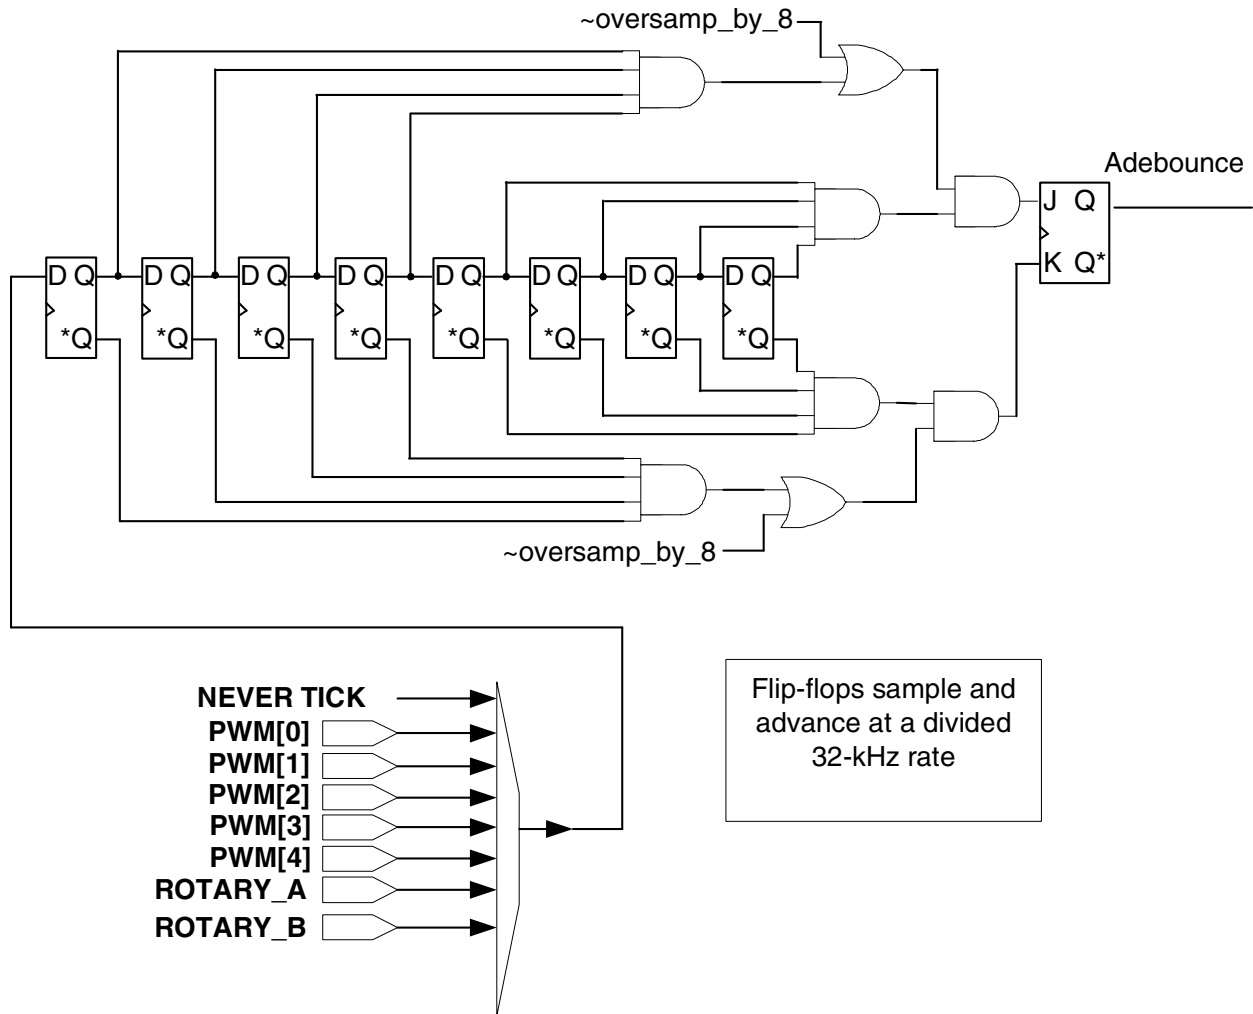 ~oversamp_by_8
Adebounce
J Q
K Q*
D Q D Q D Q D Q D Q D Q D Q D Q
*Q *Q *Q *Q *Q *Q *Q *Q
~oversamp_by_8
NEVER TICK
PWM[0]
PWM[1]
PWM[2]
PWM[3]
PWM[4]
ROTARY_A
ROTARY_B
Flip-flops sample and
advance at a divided
32-kHz rate